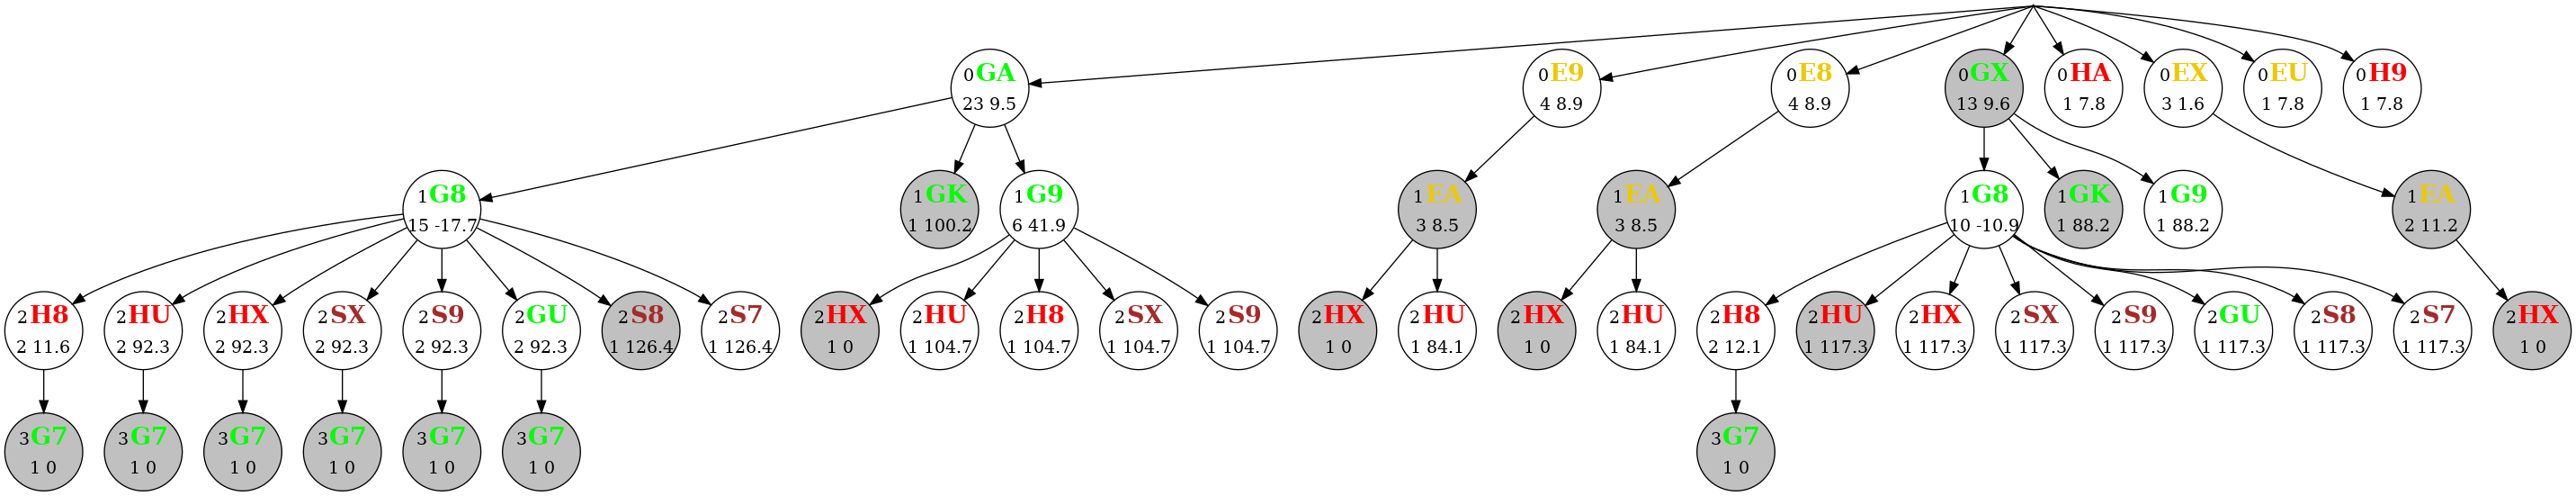 0GA
23 9.5
0E9
4 8.9
0E8
4 8.9
0GX
13 9.6
0HA
1 7.8
0EX
3 1.6
0EU
1 7.8
0H9
1 7.8
1G8
15 -17.7
1GK
1 100.2
1G9
6 41.9
1EA
3 8.5
1EA
3 8.5
1G8
10 -10.9
1GK
1 88.2
1G9
1 88.2
1EA
2 11.2
2H8
2 11.6
2HU
2 92.3
2HX
2 92.3
2SX
2 92.3
2S9
2 92.3
2GU
2 92.3
2S8
1 126.4
2S7
1 126.4
2HX
1 0
2HU
1 104.7
2H8
1 104.7
2SX
1 104.7
2S9
1 104.7
2HX
1 0
2HU
1 84.1
2HX
1 0
2HU
1 84.1
2H8
2 12.1
2HU
1 117.3
2HX
1 117.3
2SX
1 117.3
2S9
1 117.3
2GU
1 117.3
2S8
1 117.3
2S7
1 117.3
2HX
1 0
3G7
1 0
3G7
1 0
3G7
1 0
3G7
1 0
3G7
1 0
3G7
1 0
3G7
1 0